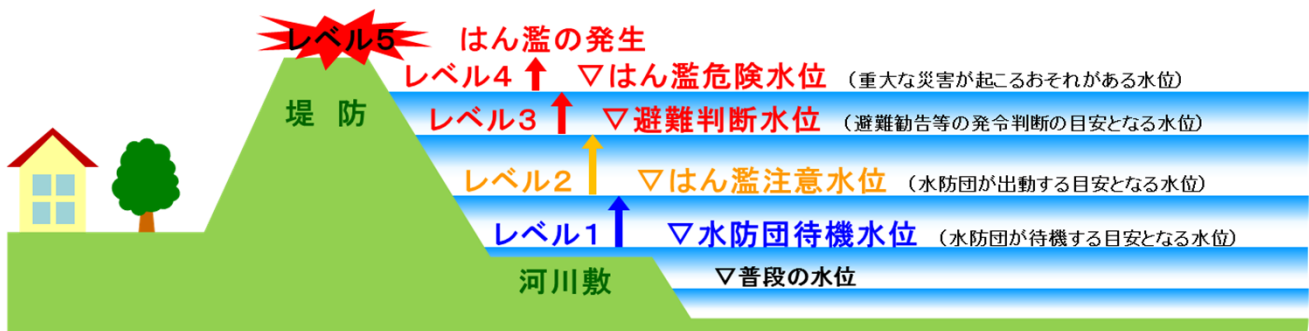 レベル5 はん濫の発生
レベル4 ▽はん濫危険水位 (重大な災害が起こるおそれがある水位)
堤 防
レベル3 ▽避難判断水位 (避難勧告等の発令判断の目安となる水位)
レベル2 ▽はん濫注意水位 (水防団が出動する目安となる水位)
レベル1 ▽水防団待機水位 (水防団が待機する目安となる水位)
河川敷 ▽普段の水位